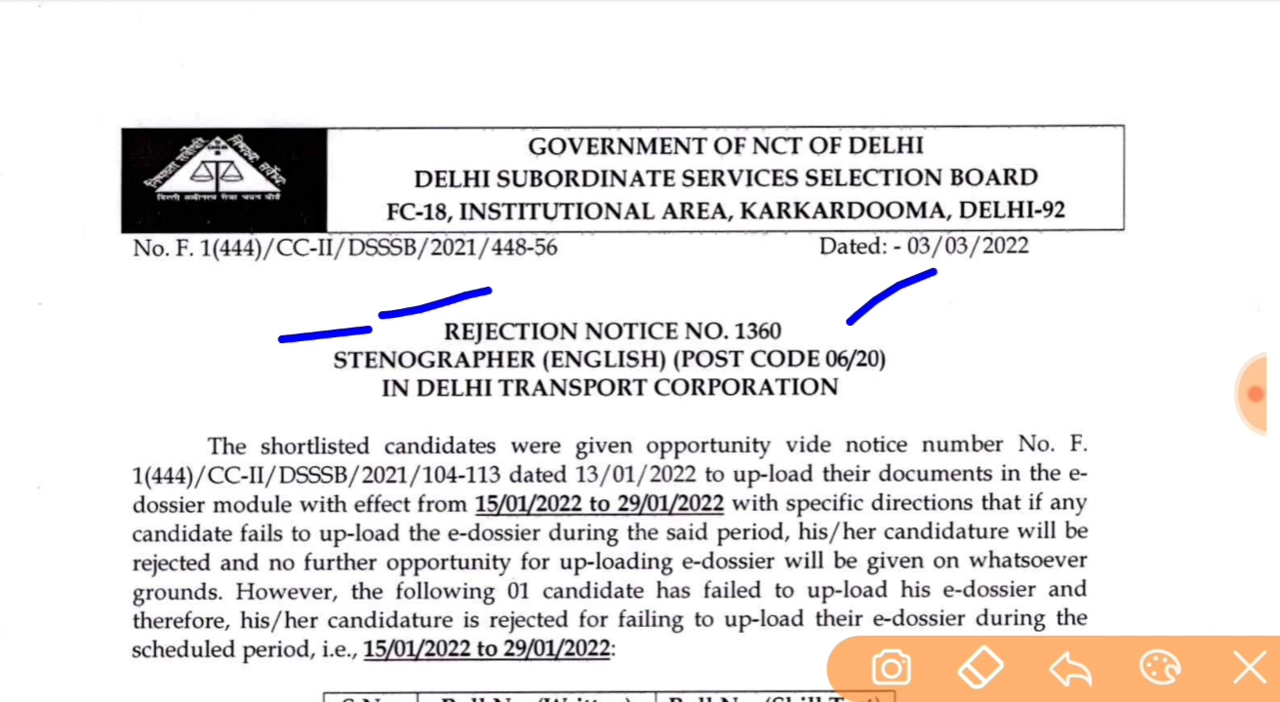 GOVERNMENT OF NCT OF DELHI
DELHI SUBORDINATE SERVICES SELECTION BOARD
FC-18, INSTITUTIONAL AREA, KARKARDOOMA, DELHI-92
No. F. 1(444)/CC-II/DSSSB/2021/448-56 Dated: - 03/03/2022
REJECTION NOTICE NO. 1360
STENOGRAPHER (ENGLISH) (POST CODE 06/20)
IN DELHI TRANSPORT CORPORATION
The shortlisted candidates were given opportunity vide notice number No. F.
1(444)/CC-II/DSSSB/2021/104-113 dated 13/01/2022 to up-load their documents in the e-
dossier module with effect from 15/01/2022 to 29/01/2022 with specific directions that if any
candidate fails to up-load the e-dossier during the said period, his/her candidature will be
rejected and no further opportunity for up-loading e-dossier will be given on whatsoever
grounds. However, the following 01 candidate has failed to up-load his e-dossier and
therefore, his/her candidature is rejected for failing to up-load their e-dossier during the
scheduled period, i.e., 15/01/2022 to 29/01/2022: